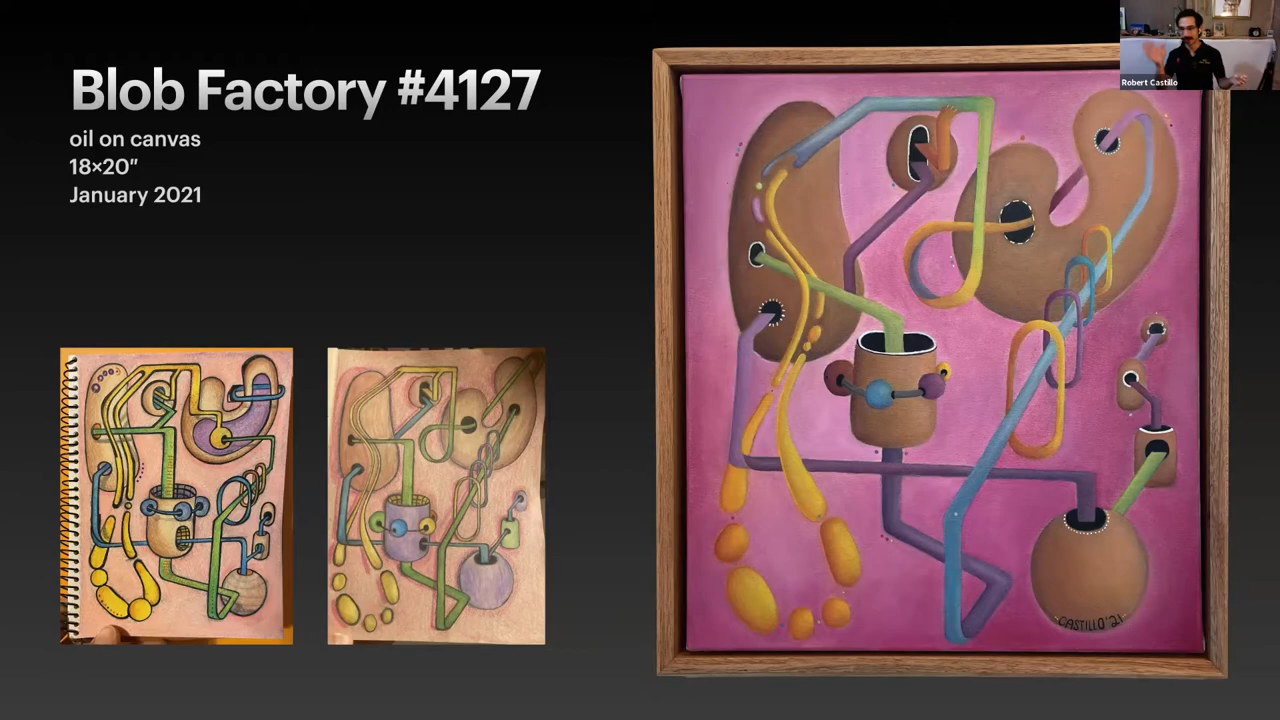 Blob Factory #4127
oil on canvas
18×20″
January 2021
Robert Castillo
CASTILLO '21